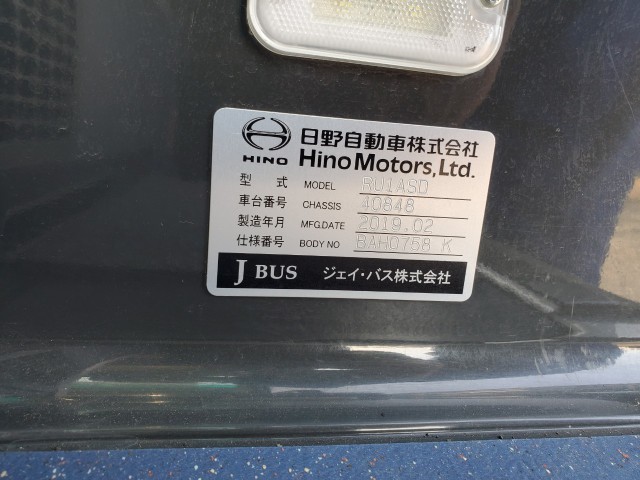 日野自動車株式会社
HINO Hino Motors, Ltd.
型 式 MODEL RU1ASD
車台番号 CHASSIS 40848
製造年月 MFG.DATE 2019.02
仕様番号 BODY NO BAH0758 K
J BUS ジェイ・バス株式会社